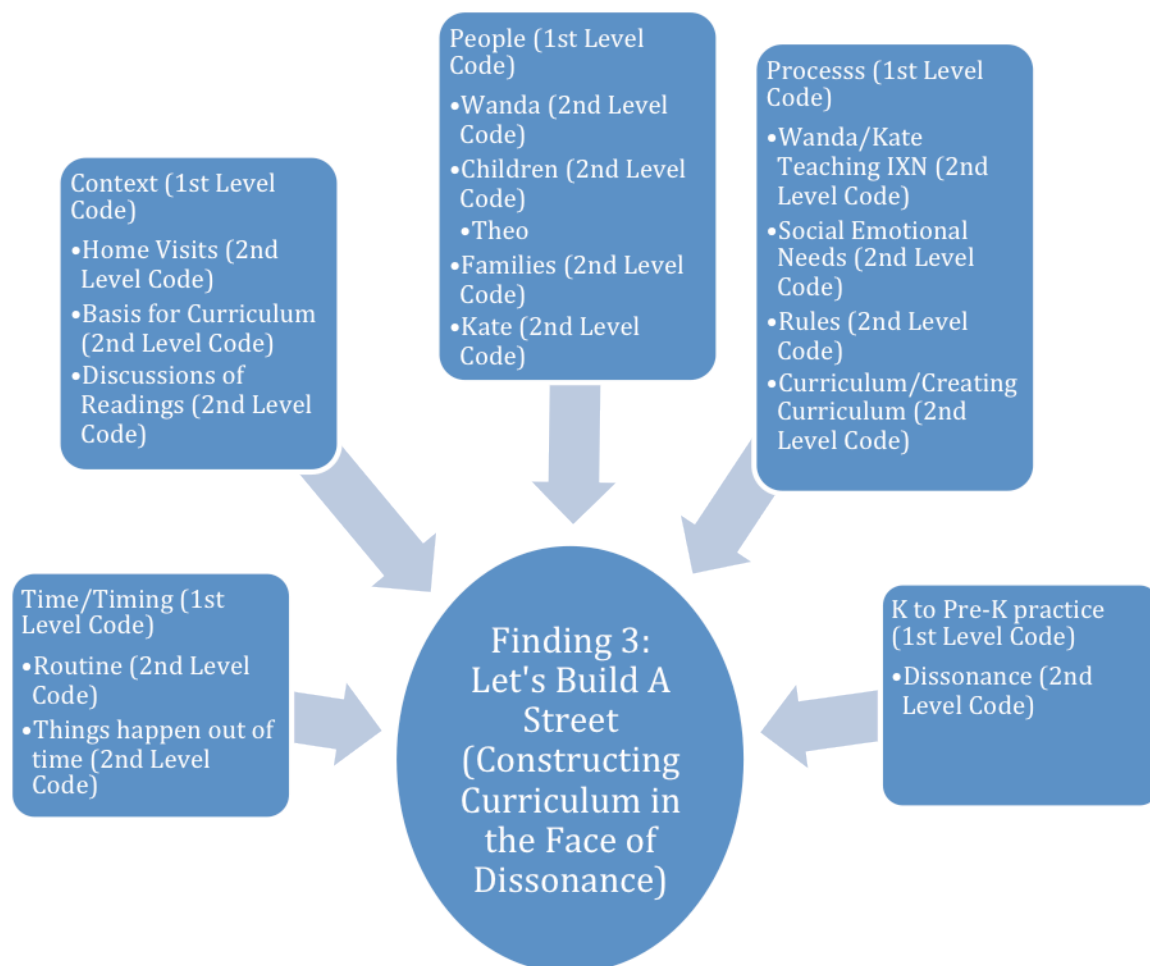 Time/Timing (1st
Level Code)
•Routine (2nd Level
Code)
•Things happen out of
time (2nd Level
Code)
Context (1st Level
Code)
•Home Visits (2nd
Level Code)
•Basis for Curriculum
(2nd Level Code)
•Discussions of
Readings (2nd Level
Code)
People (1st Level
Code)
•Wanda (2nd Level
Code)
•Children (2nd Level
Code)
•Theo
•Families (2nd Level
Code)
•Kate (2nd Level
Code)
Processs (1st Level
Code)
•Wanda/Kate
Teaching IXN (2nd
Level Code)
•Social Emotional
Needs (2nd Level
Code)
•Rules (2nd Level
Code)
•Curriculum/Creating
Curriculum (2nd
Level Code)
K to Pre-K practice
(1st Level Code)
•Dissonance (2nd
Level Code)
Finding 3:
Let's Build A
Street
(Constructing
Curriculum in
the Face of
Dissonance)